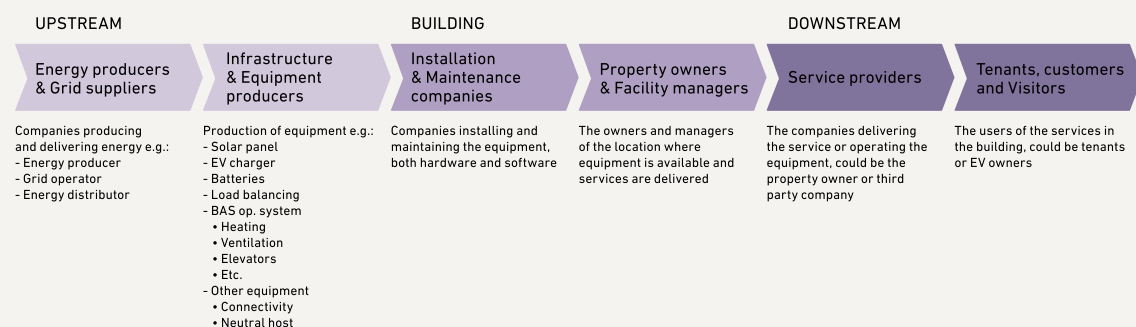 UPSTREAM
BUILDING
DOWNSTREAM
Energy producers
& Grid suppliers
Infrastructure
& Equipment
producers
Installation
& Maintenance
companies
Property owners
& Facility managers
Service providers
Tenants, customers
and Visitors
Companies producing
and delivering energy e.g.:
- Energy producer
- Grid operator
- Energy distributor
Production of equipment e.g.:
- Solar panel
- EV charger
- Batteries
- Load balancing
- BAS op. system
• Heating
• Ventilation
• Elevators
• Etc.
- Other equipment
• Connectivity
• Neutral host
Companies installing and
maintaining the equipment,
both hardware and software
The owners and managers
of the location where
equipment is available and
services are delivered
The companies delivering
the service or operating the
equipment, could be the
property owner or third
party company
The users of the services in
the building, could be tenants
or EV owners